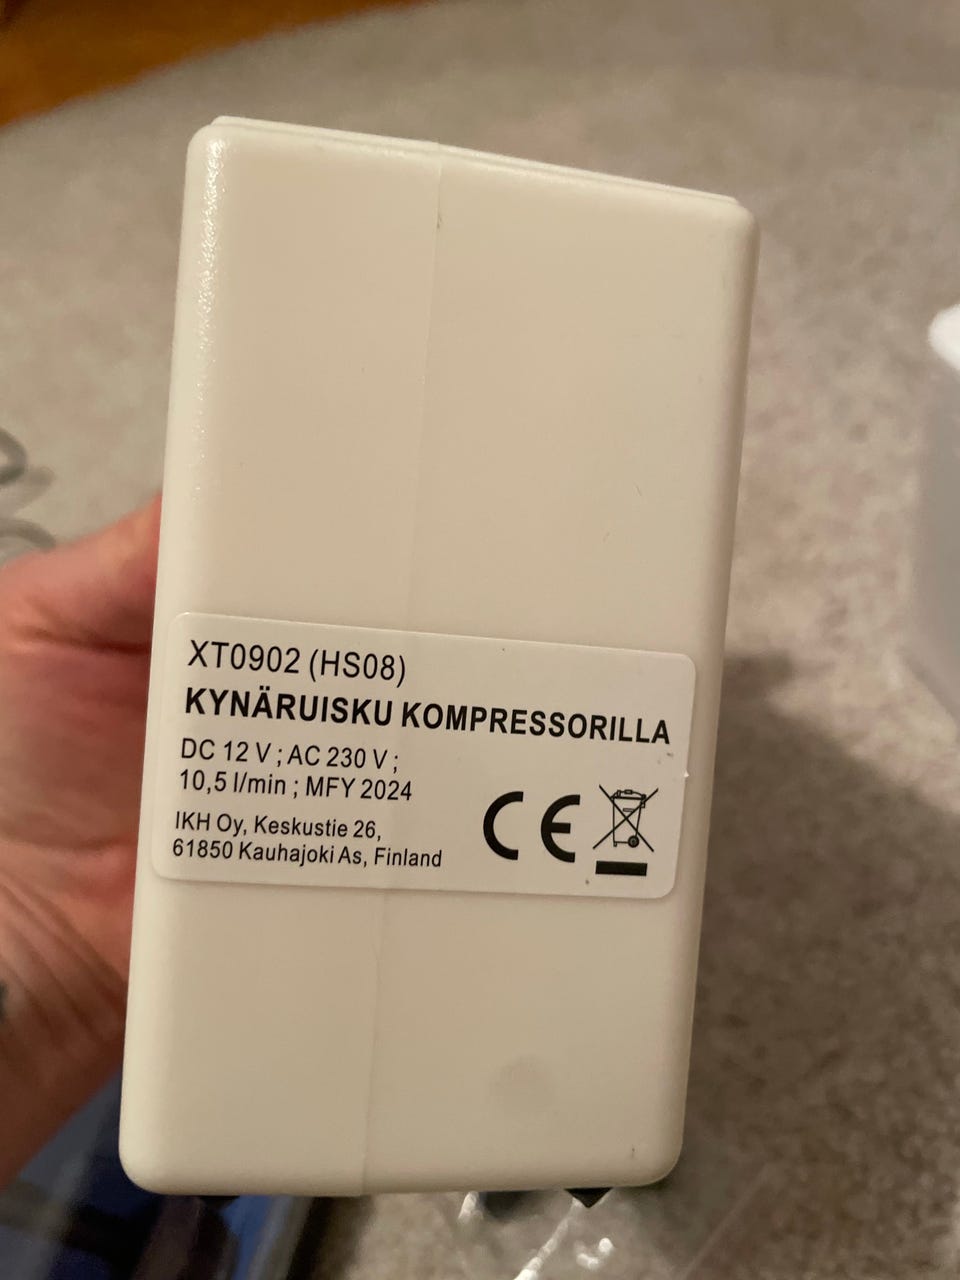 XT0902 (HS08)
KYNÄRUISKU KOMPRESSORILLA
DC 12 V ; AC 230 V ;
10,5 l/min ; MFY 2024
IKH Oy, Keskustie 26,
61850 Kauhajoki As, Finland
CE